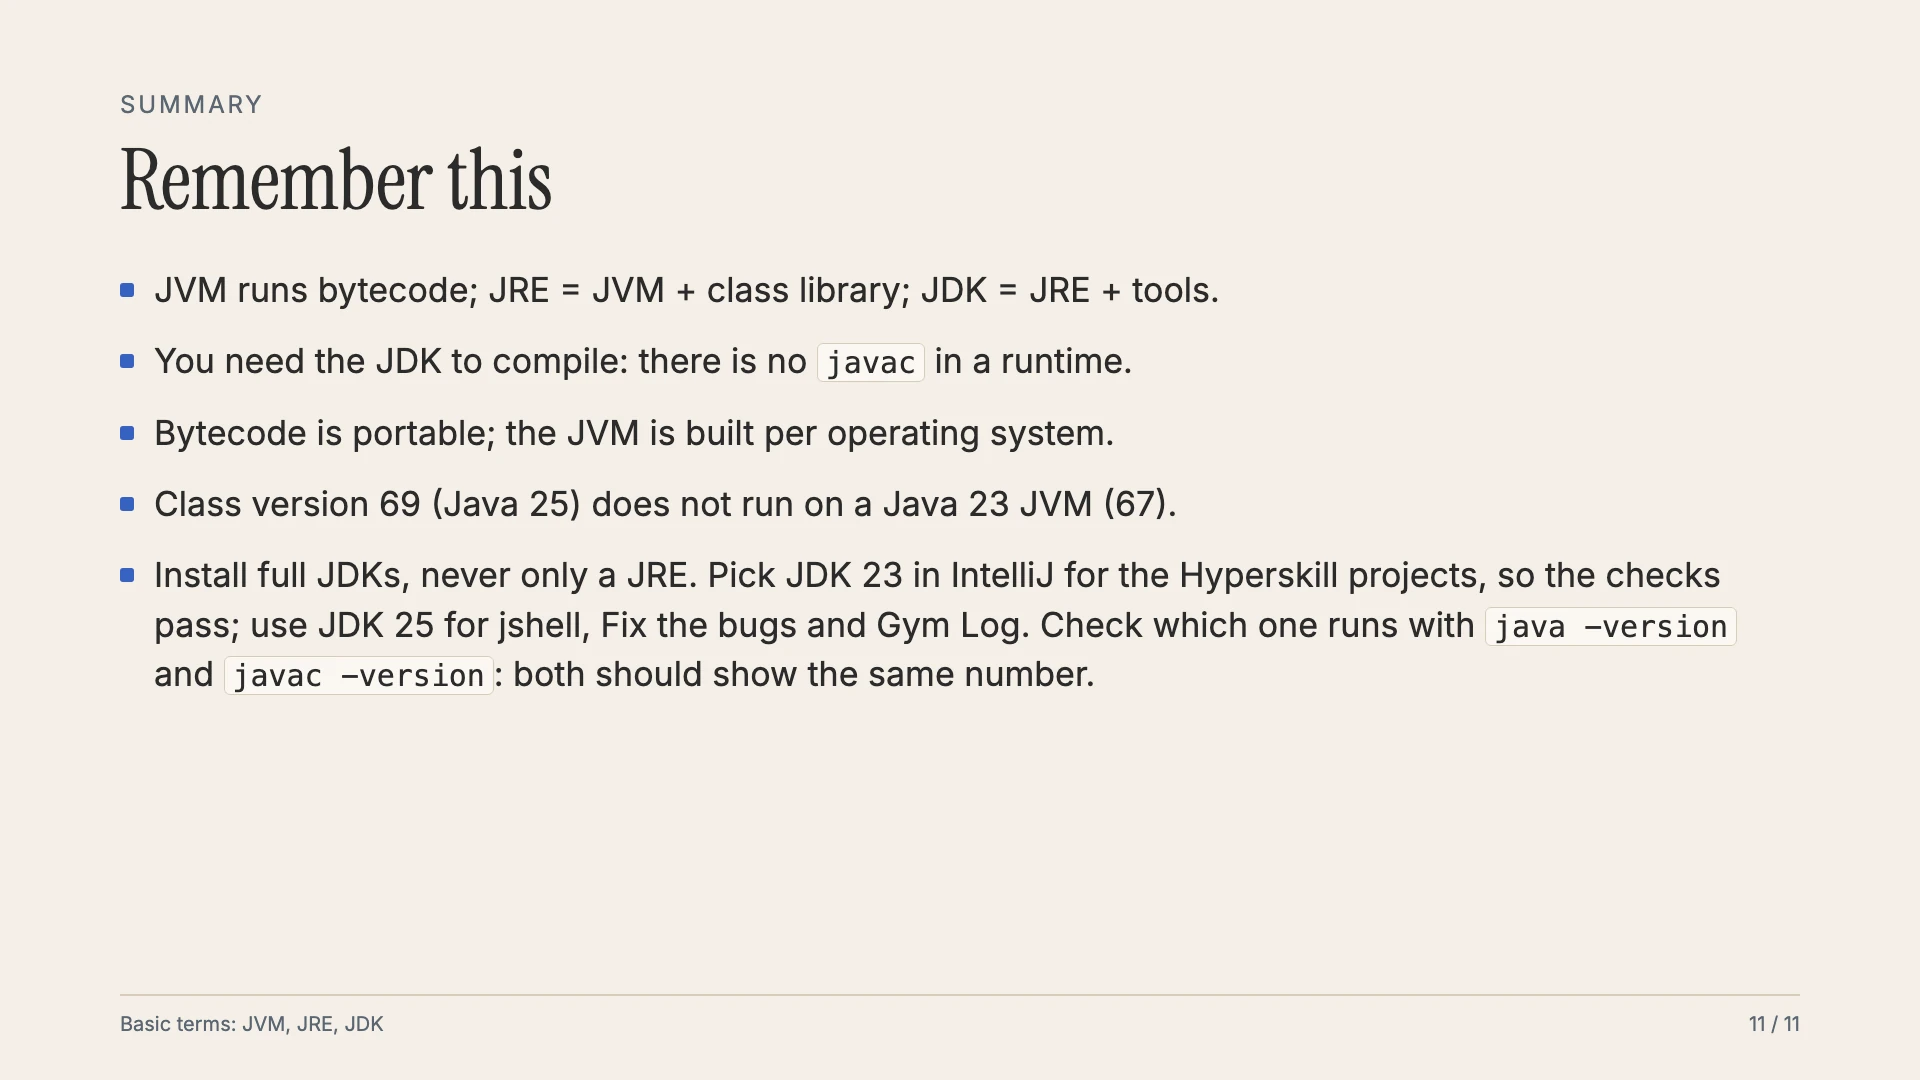 SUMMARY
Remember this
JVM runs bytecode; JRE = JVM + class library; JDK = JRE + tools.
You need the JDK to compile: there is no javac in a runtime.
Bytecode is portable; the JVM is built per operating system.
Class version 69 (Java 25) does not run on a Java 23 JVM (67).
Install full JDKs, never only a JRE. Pick JDK 23 in IntelliJ for the Hyperskill projects, so the checks
pass; use JDK 25 for jshell, Fix the bugs and Gym Log. Check which one runs with java -version
and javac -version: both should show the same number.
Basic terms: JVM, JRE, JDK
11 / 11